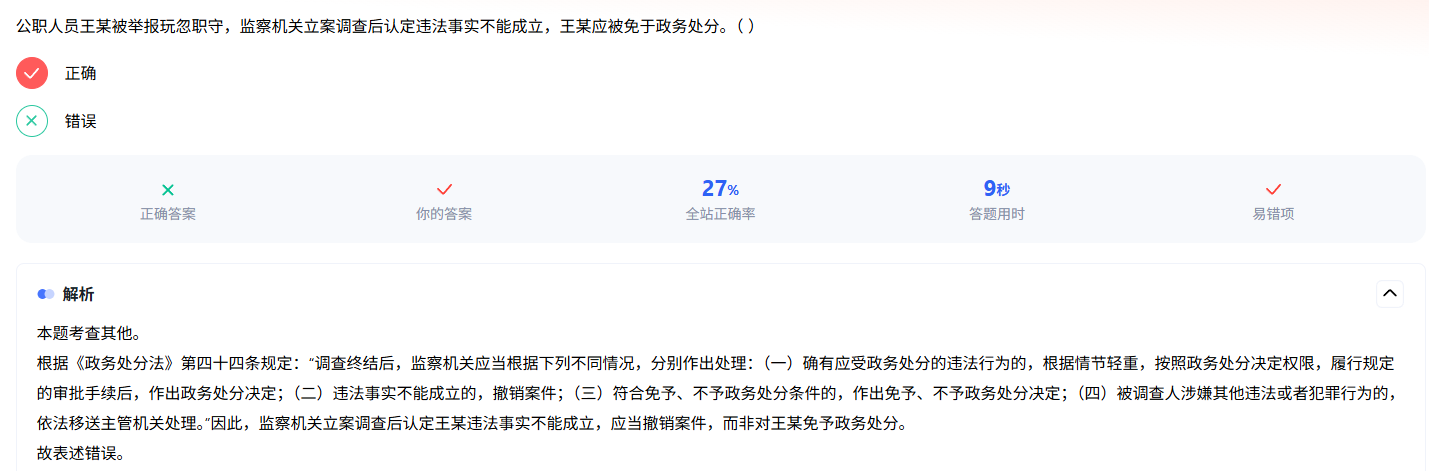 公职人员王某被举报玩忽职守，监察机关立案调查后认定违法事实不能成立，王某应被免于政务处分。（ ）
正确
错误
27% 9秒
正确答案 你的答案 全站正确率 答题用时 易错项
解析
本题考查其他。
根据《政务处分法》第四十四条规定：“调查终结后，监察机关应当根据下列不同情况，分别作出处理：（一）确有应受政务处分的违法行为的，根据情节轻重，按照政务处分决定权限，履行规定
的审批手续后，作出政务处分决定；（二）违法事实不能成立的，撤销案件；（三）符合免予、不予政务处分条件的，作出免予、不予政务处分决定；（四）被调查人涉嫌其他违法或者犯罪行为的，
依法移送主管机关处理。”因此，监察机关立案调查后认定王某违法事实不能成立，应当撤销案件，而非对王某免予政务处分。
故表述错误。